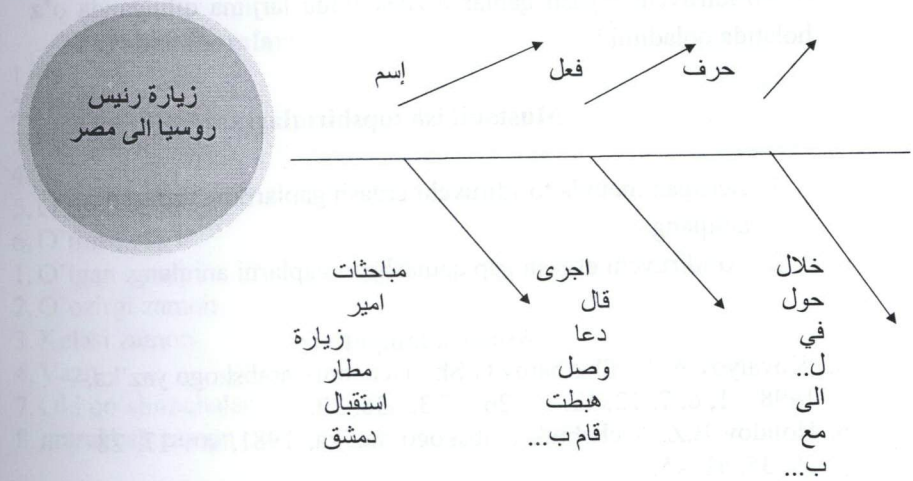 زيارة رئيس
روسيا الى مصر
إسم
فعل
حرف
مباحثات
امير
زيارة
مطار
استقبال
دمشق
اجرى
قال
دعا
وصل
هبطت
قام ب...
خلال
حول
في
ل...
الى
مع
ب...